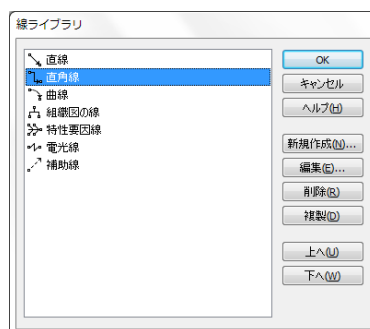 線ライブラリ
直線
直角線
曲線
組織図の線
特性要因線
電光線
補助線
OK
キャンセル
ヘルプ(H)
新規作成(N)...
編集(E)...
削除(R)
複製(D)
上へ(U)
下へ(W)